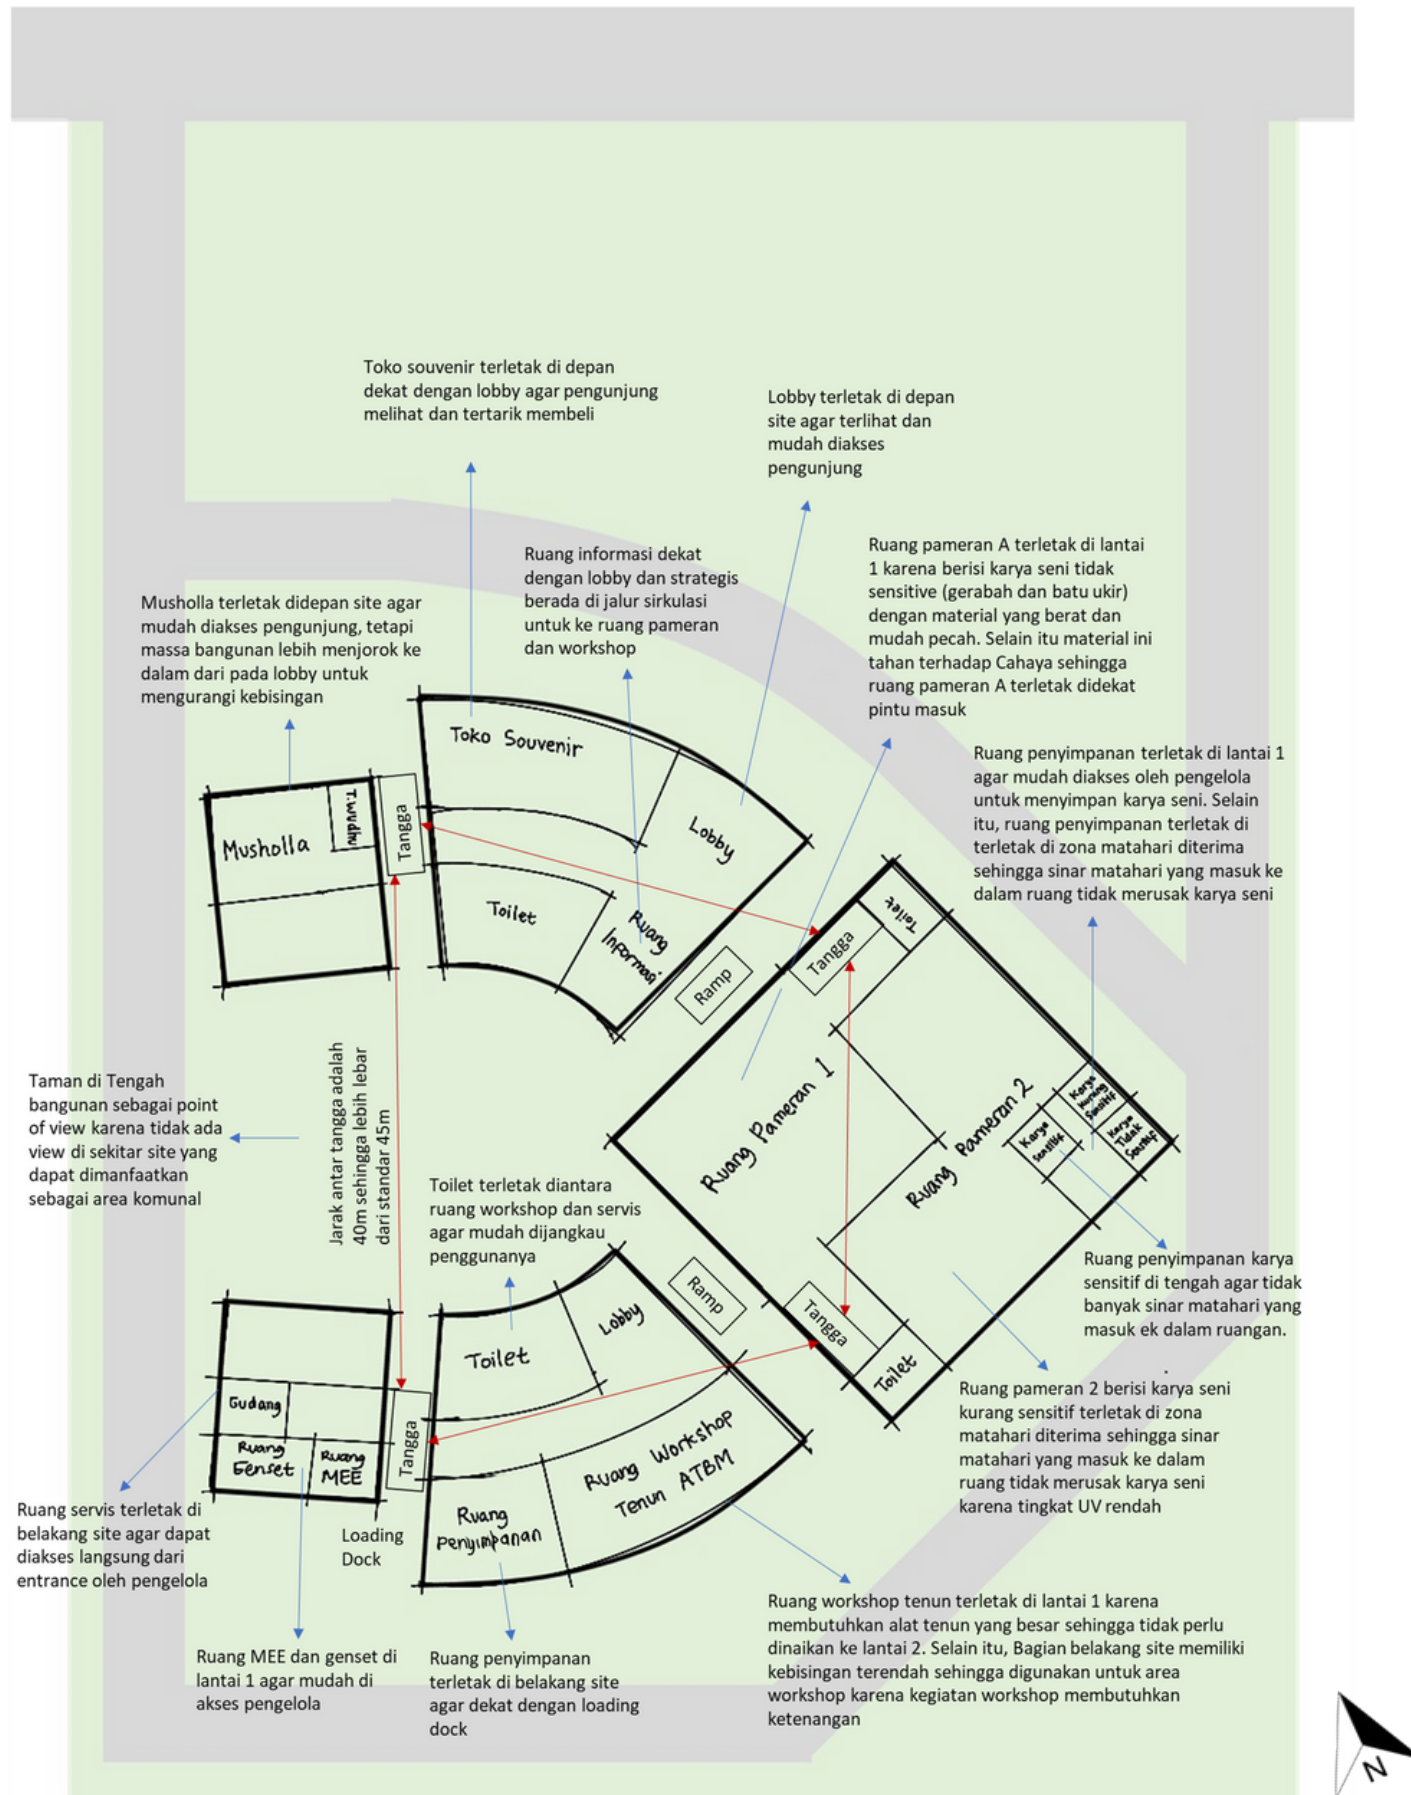 Toko souvenir terletak di depan
dekat dengan lobby agar pengunjung
melihat dan tertarik membeli
Lobby terletak di depan
site agar terlihat dan
mudah diakses
pengunjung
Ruang informasi dekat
dengan lobby dan strategis
berada di jalur sirkulasi
untuk ke ruang pameran
dan workshop
Ruang pameran A terletak di lantai
1 karena berisi karya seni tidak
sensitive (gerabah dan batu ukir)
dengan material yang berat dan
mudah pecah. Selain itu material ini
tahan terhadap Cahaya sehingga
ruang pameran A terletak didekat
pintu masuk
Musholla terletak didepan site agar
mudah diakses pengunjung, tetapi
massa bangunan lebih menjorok ke
dalam dari pada lobby untuk
mengurangi kebisingan
Ruang penyimpanan terletak di lantai 1
agar mudah diakses oleh pengelola
untuk menyimpan karya seni. Selain
itu, ruang penyimpanan terletak di
terletak di zona matahari diterima
sehingga sinar matahari yang masuk ke
dalam ruang tidak merusak karya seni
Toko Souvenir
T.wudhu
Tangga
Musholla
Lobby
Toilet
Ruang
Informasi
Toilet
Tangga
Ramp
Ruang Pameran 1
Ruang Pameran 2
Karya
Kurang
Sensitif
Karya
Tidak
Sensitif
Karya
Sensitif
Jarak antar tangga adalah
40m sehingga lebih lebar
dari standar 45m
Taman di Tengah
bangunan sebagai point
of view karena tidak ada
view di sekitar site yang
dapat dimanfaatkan
sebagai area komunal
Toilet terletak diantara
ruang workshop dan servis
agar mudah dijangkau
penggunanya
Ruang penyimpanan karya
sensitif di tengah agar tidak
banyak sinar matahari yang
masuk ek dalam ruangan.
Ramp
Tangga
Toilet
Lobby
Toilet
Gudang
Ruang
Genset
Ruang
MEE
Tangga
Ruang Workshop
Tenun ATBM
Ruang
Penyimpanan
Loading
Dock
Ruang pameran 2 berisi karya seni
kurang sensitif terletak di zona
matahari diterima sehingga sinar
matahari yang masuk ke dalam
ruang tidak merusak karya seni
karena tingkat UV rendah
Ruang servis terletak di
belakang site agar dapat
diakses langsung dari
entrance oleh pengelola
Ruang MEE dan genset di
lantai 1 agar mudah di
akses pengelola
Ruang penyimpanan
terletak di belakang site
agar dekat dengan loading
dock
Ruang workshop tenun terletak di lantai 1 karena
membutuhkan alat tenun yang besar sehingga tidak perlu
dinaikan ke lantai 2. Selain itu, Bagian belakang site memiliki
kebisingan terendah sehingga digunakan untuk area
workshop karena kegiatan workshop membutuhkan
ketenangan
N